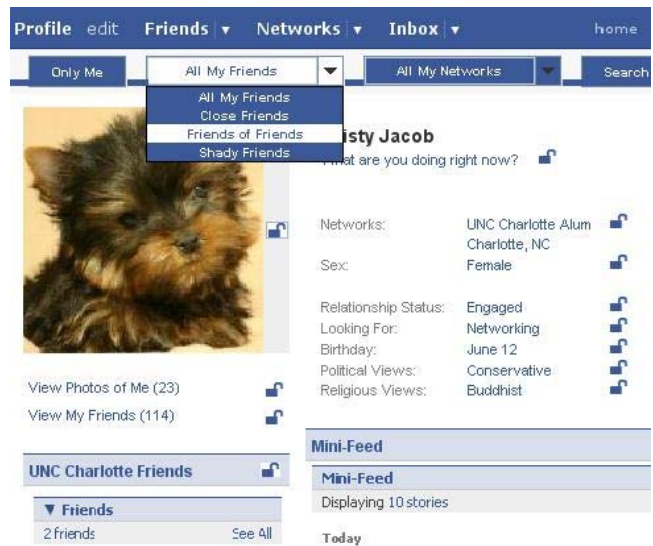 Profile edit Friends Networks Inbox home
Only Me All My Friends All My Networks Search
All My Friends
Close Friends
Friends of Friends
Shady Friends
isty Jacob
hat are you doing right now?
Networks: UNC Charlotte Alum
Charlotte, NC
Sex: Female
Relationship Status: Engaged
Looking For: Networking
Birthday: June 12
Political Views: Conservative
Religious Views: Buddhist
View Photos of Me (23)
View My Friends (114)
UNC Charlotte Friends
Friends
2 friends See All
Mini-Feed
Mini-Feed
Displaying 10 stories
Today